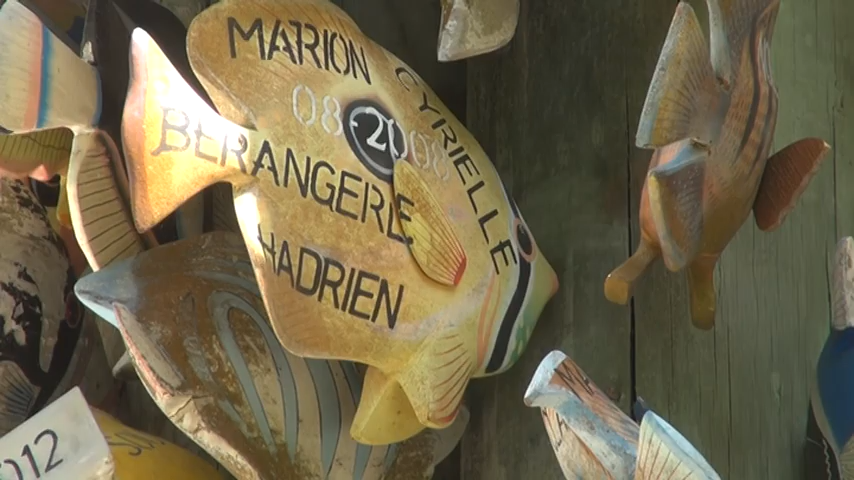 MARION
CYRIELLE
08-2008
BERANGERE
HADRIEN
012